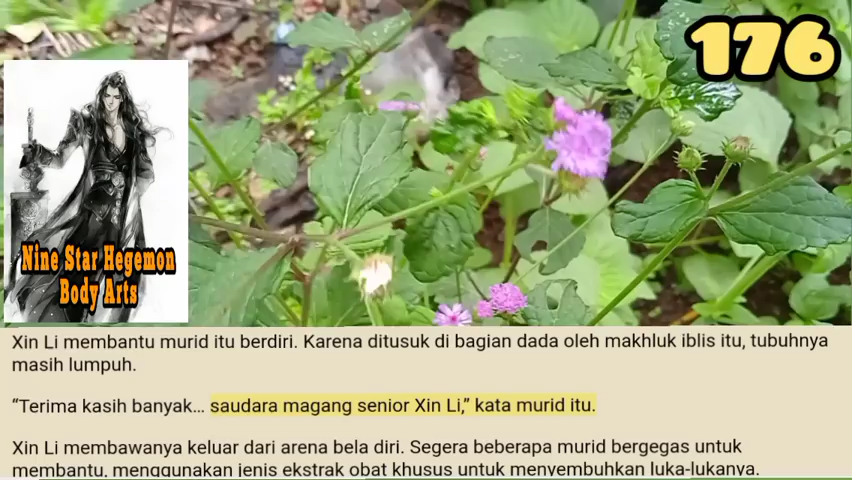 176
Nine Star Hegemon
Body Arts
Xin Li membantu murid itu berdiri. Karena ditusuk di bagian dada oleh makhluk iblis itu, tubuhnya
masih lumpuh.
“Terima kasih banyak… saudara magang senior Xin Li,” kata murid itu.
Xin Li membawanya keluar dari arena bela diri. Segera beberapa murid bergegas untuk
membantu, menggunakan jenis ekstrak obat khusus untuk menyembuhkan luka-lukanya.